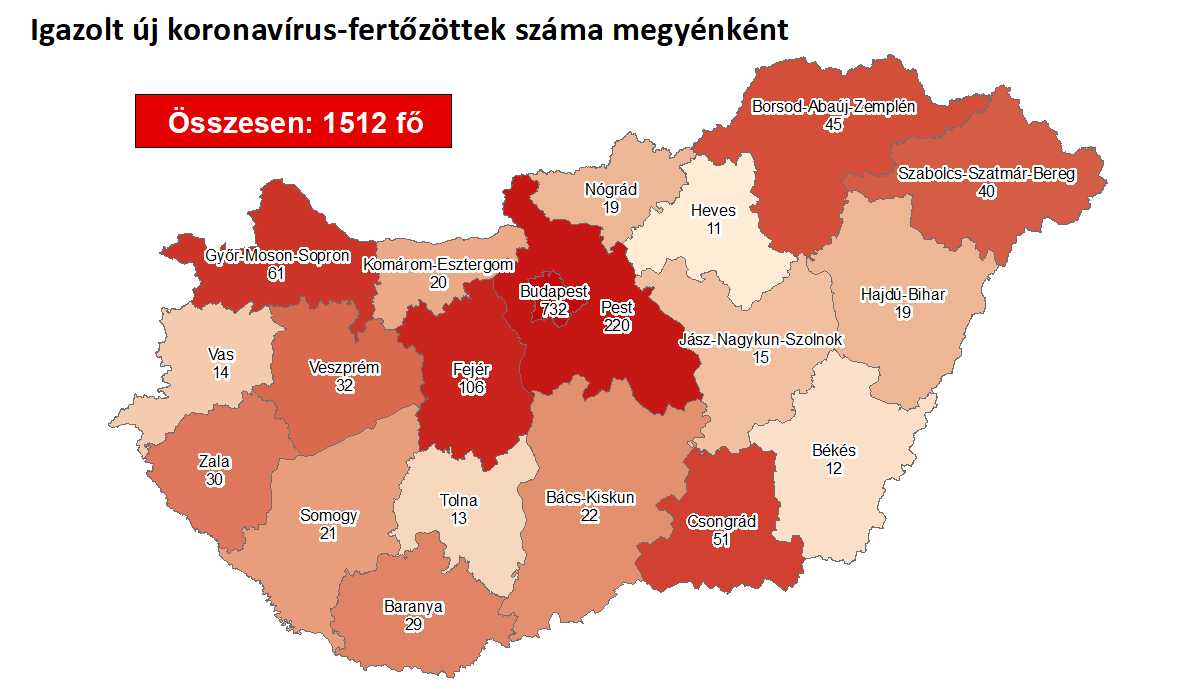 Igazolt új koronavírus-fertőzöttek száma megyénként
Összesen: 1512 fő
Borsod-Abaúj-Zemplén
45
Szabolcs-Szatmár-Bereg
40
Nógrád
19
Heves
11
Győr-Moson-Sopron
61
Komárom-Esztergom
20
Budapest
732
Pest
220
Hajdú-Bihar
19
Jász-Nagykun-Szolnok
15
Vas
14
Veszprém
32
Fejér
106
Zala
30
Békés
12
Somogy
21
Tolna
13
Bács-Kiskun
22
Csongrád
51
Baranya
29